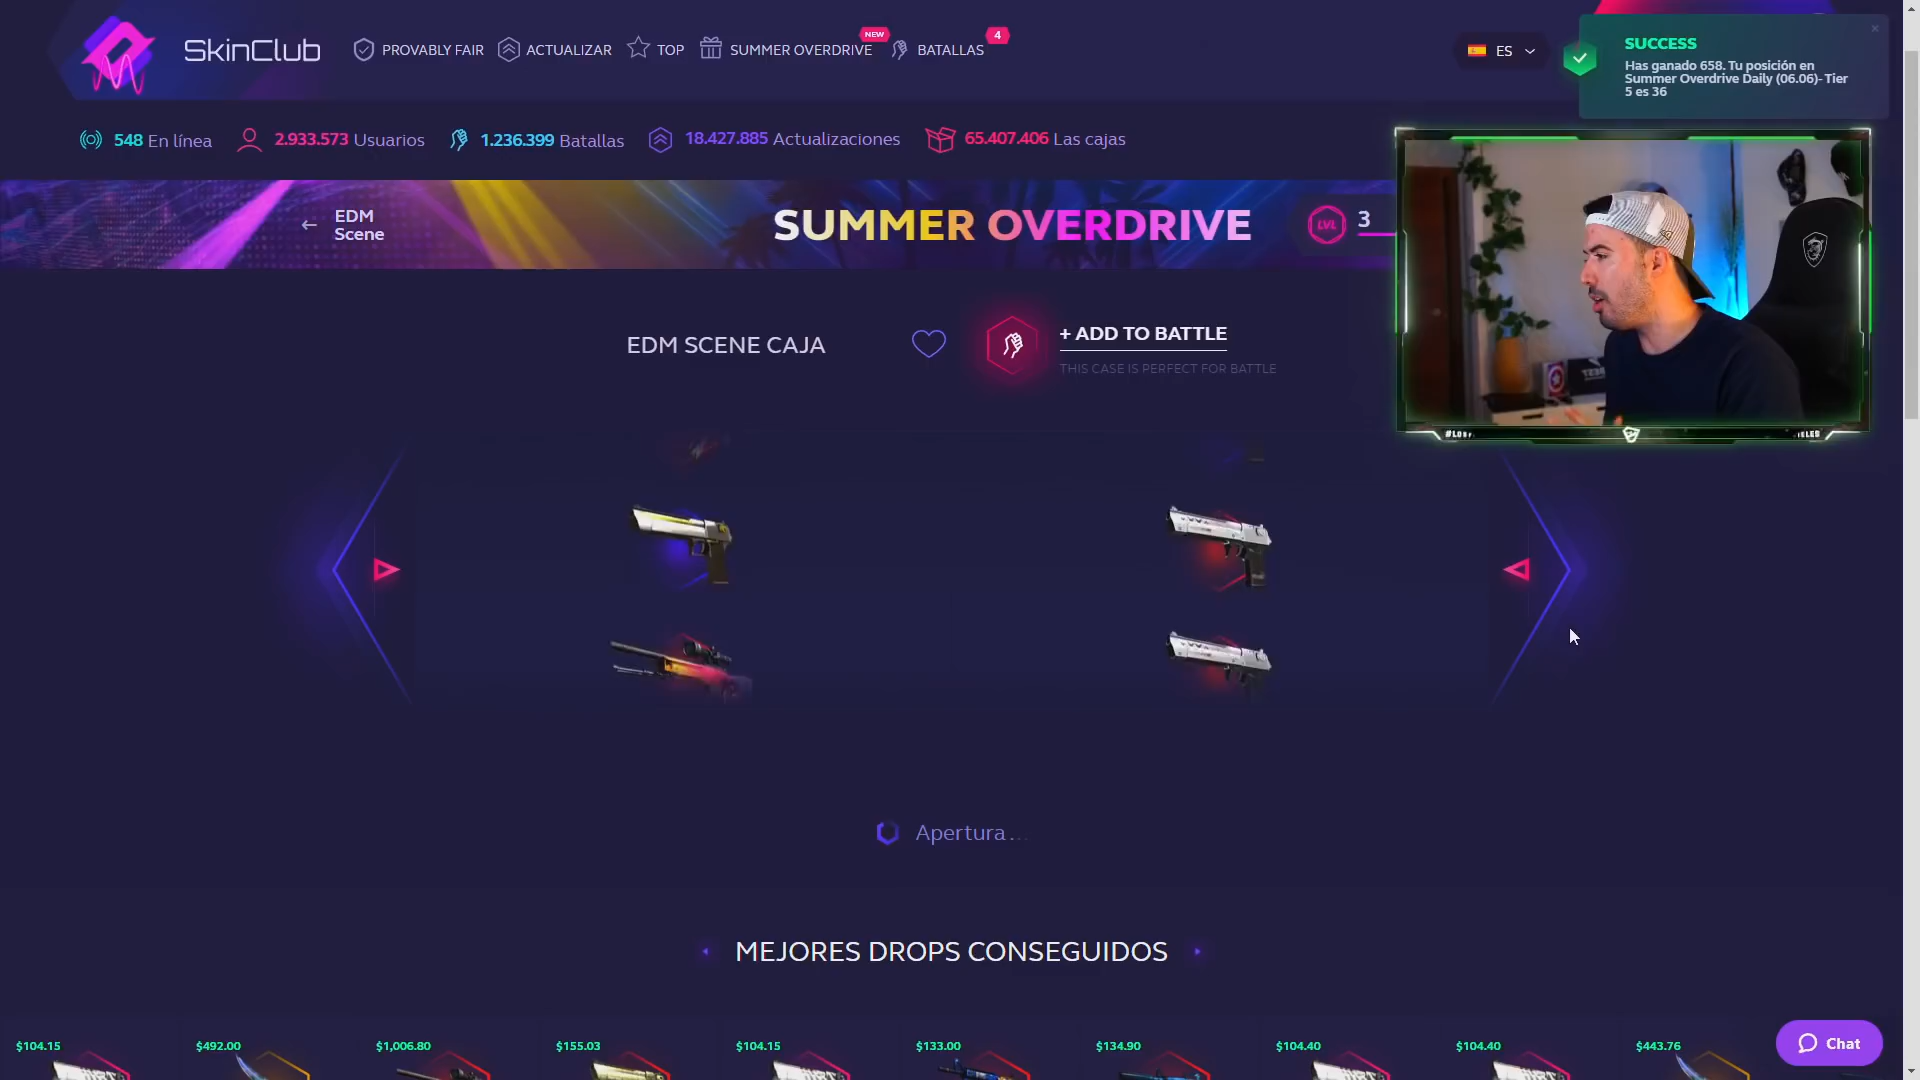 SkinClub
PROVABLY FAIR
ACTUALIZAR
TOP
SUMMER OVERDRIVE
NEW
BATALLAS
4
ES
SUCCESS
Has ganado 658. Tu posición en
Summer Overdrive Daily (06.06)- Tier
5 es 36
548 En línea
2.933.573 Usuarios
1.236.399 Batallas
18.427.885 Actualizaciones
65.407.406 Las cajas
EDM
Scene
SUMMER OVERDRIVE
LVL
3
EDM SCENE CAJA
+ ADD TO BATTLE
THIS CASE IS PERFECT FOR BATTLE
Apertura...
MEJORES DROPS CONSEGUIDOS
$104.15
$492.00
$1,006.80
$155.03
$104.15
$133.00
$134.90
$104.40
$104.40
$443.76
Chat